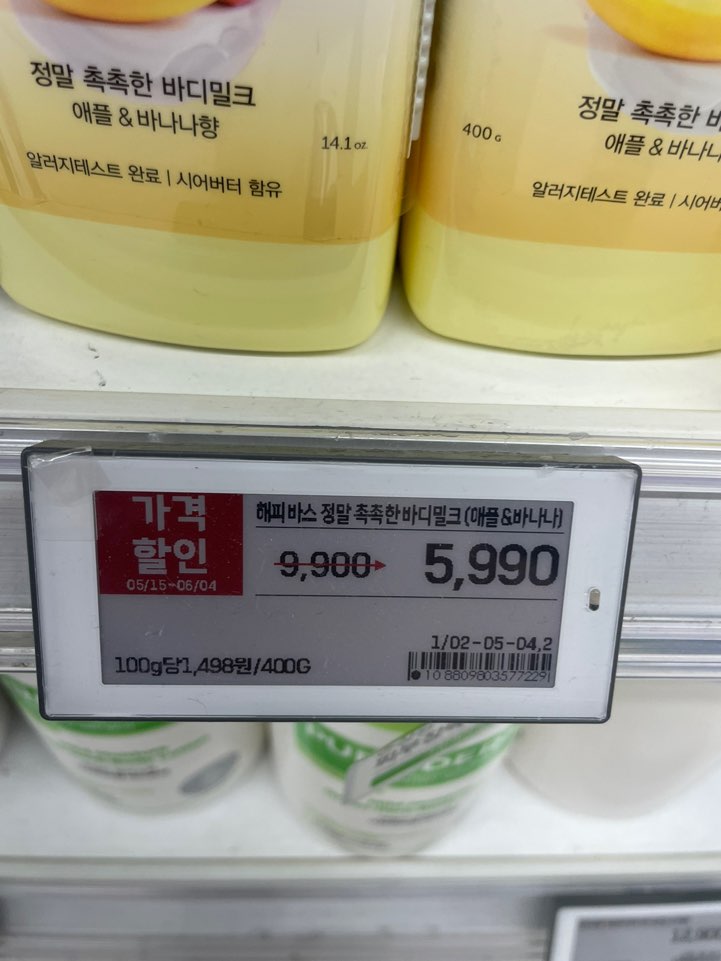 정말 촉촉한 바디밀크
애플 & 바나나향
14.1 oz.
알러지테스트 완료 | 시어버터 함유
400 G
정말 촉촉한
애플 & 바나나
알러지테스트 완료 | 시어
가격
할인
05/15~06/04
해피바스 정말 촉촉한 바디밀크 (애플&바나나)
9,900
5,990
100g당1,498원/400G
1/02-05-04,2
10 8809803577229